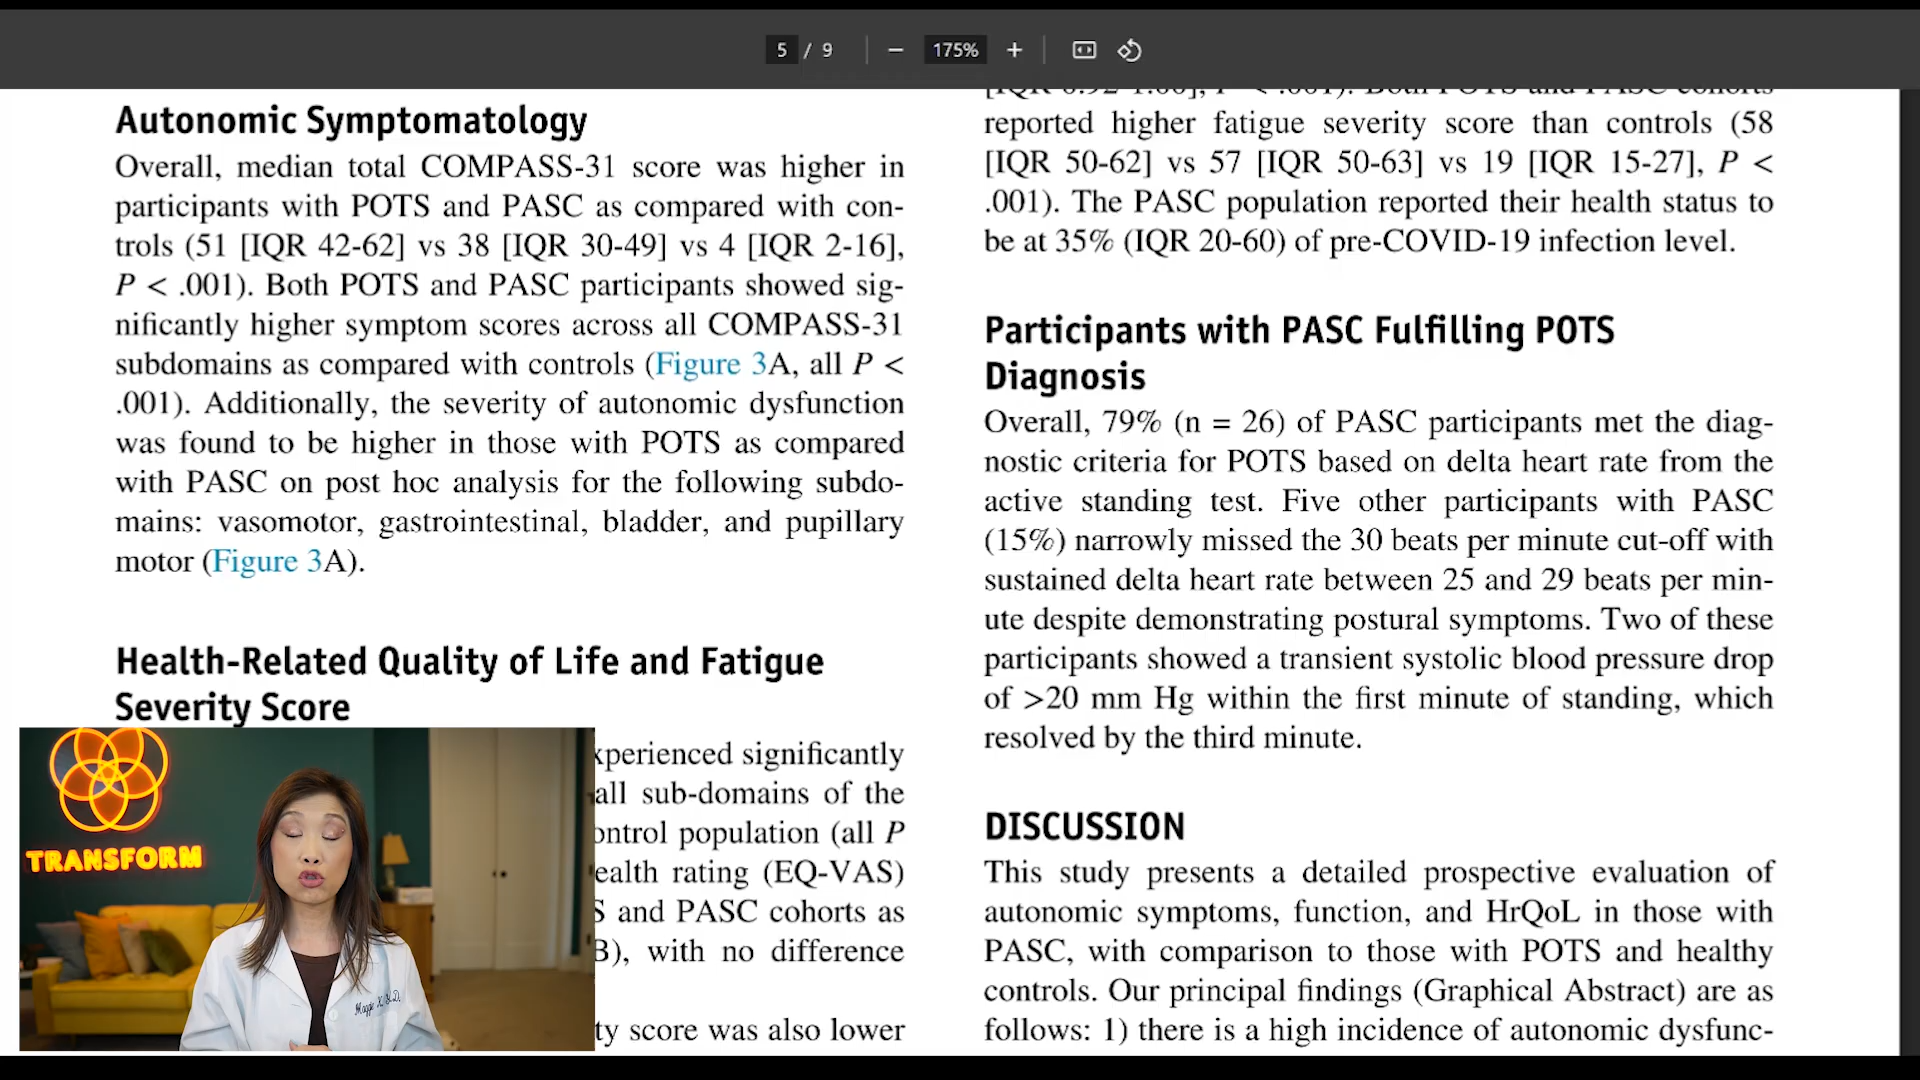 5 / 9
175%
Autonomic Symptomatology
Overall, median total COMPASS-31 score was higher in
participants with POTS and PASC as compared with con-
trols (51 [IQR 42-62] vs 38 [IQR 30-49] vs 4 [IQR 2-16],
P < .001). Both POTS and PASC participants showed sig-
nificantly higher symptom scores across all COMPASS-31
subdomains as compared with controls (Figure 3A, all P <
.001). Additionally, the severity of autonomic dysfunction
was found to be higher in those with POTS as compared
with PASC on post hoc analysis for the following subdo-
mains: vasomotor, gastrointestinal, bladder, and pupillary
motor (Figure 3A).
Health-Related Quality of Life and Fatigue
Severity Score
xperienced significantly
all sub-domains of the
ontrol population (all P
ealth rating (EQ-VAS)
S and PASC cohorts as
B), with no difference
ty score was also lower
TRANSFORM
reported higher fatigue severity score than controls (58
[IQR 50-62] vs 57 [IQR 50-63] vs 19 [IQR 15-27], P <
.001). The PASC population reported their health status to
be at 35% (IQR 20-60) of pre-COVID-19 infection level.
Participants with PASC Fulfilling POTS
Diagnosis
Overall, 79% (n = 26) of PASC participants met the diag-
nostic criteria for POTS based on delta heart rate from the
active standing test. Five other participants with PASC
(15%) narrowly missed the 30 beats per minute cut-off with
sustained delta heart rate between 25 and 29 beats per min-
ute despite demonstrating postural symptoms. Two of these
participants showed a transient systolic blood pressure drop
of >20 mm Hg within the first minute of standing, which
resolved by the third minute.
DISCUSSION
This study presents a detailed prospective evaluation of
autonomic symptoms, function, and HrQoL in those with
PASC, with comparison to those with POTS and healthy
controls. Our principal findings (Graphical Abstract) are as
follows: 1) there is a high incidence of autonomic dysfunc-